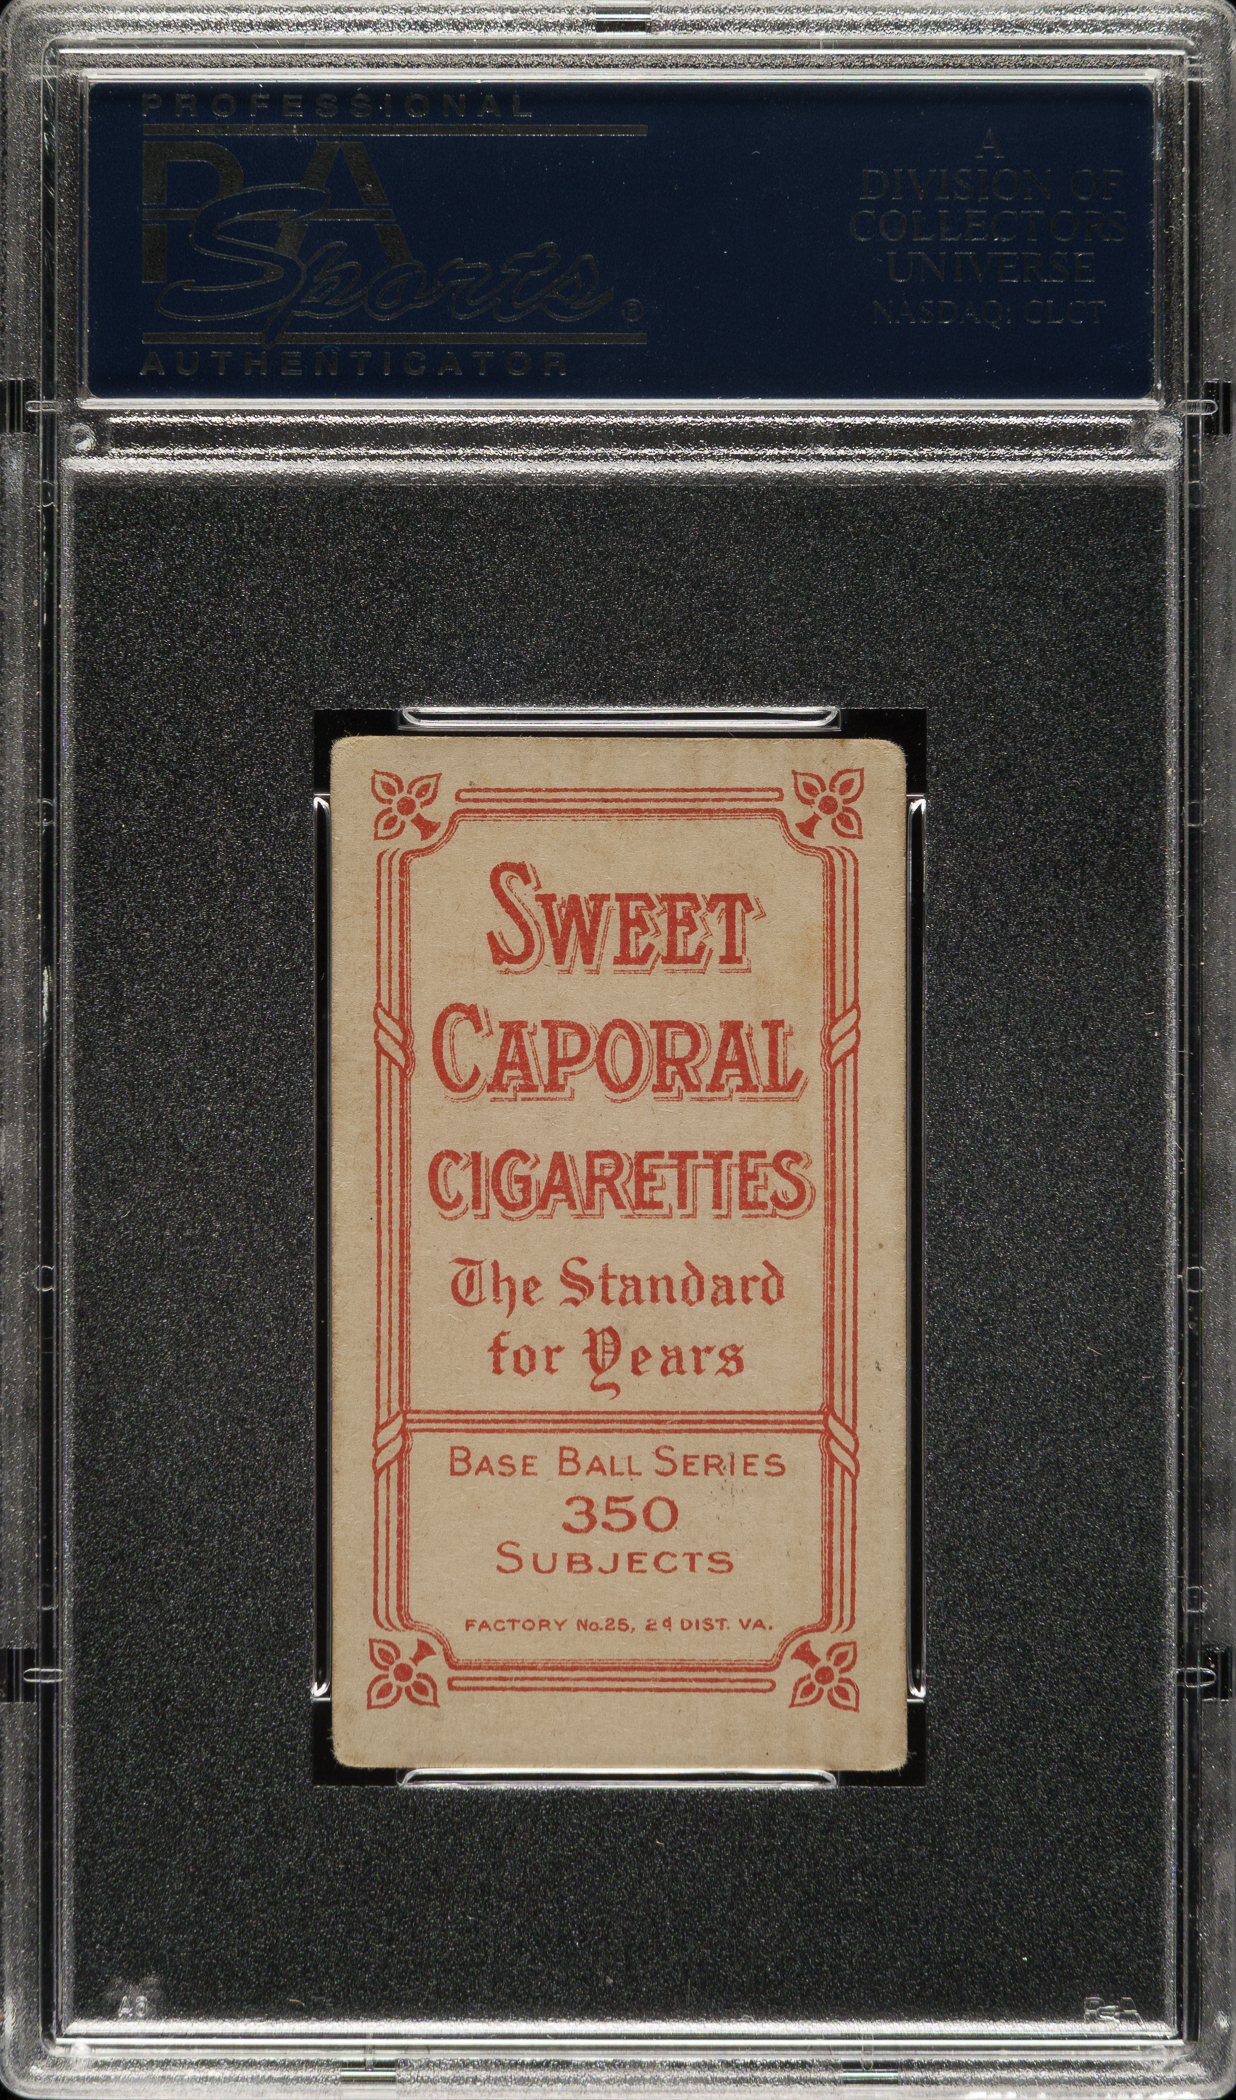 PROFESSIONAL
PSA
Sports®
AUTHENTICATOR
A
DIVISION OF
COLLECTORS
UNIVERSE
NASDAQ: CLCT
SWEET
CAPORAL
CIGARETTES
The Standard
for Years
BASE BALL SERIES
350
SUBJECTS
FACTORY No.25, 2d DIST. VA.
PSA